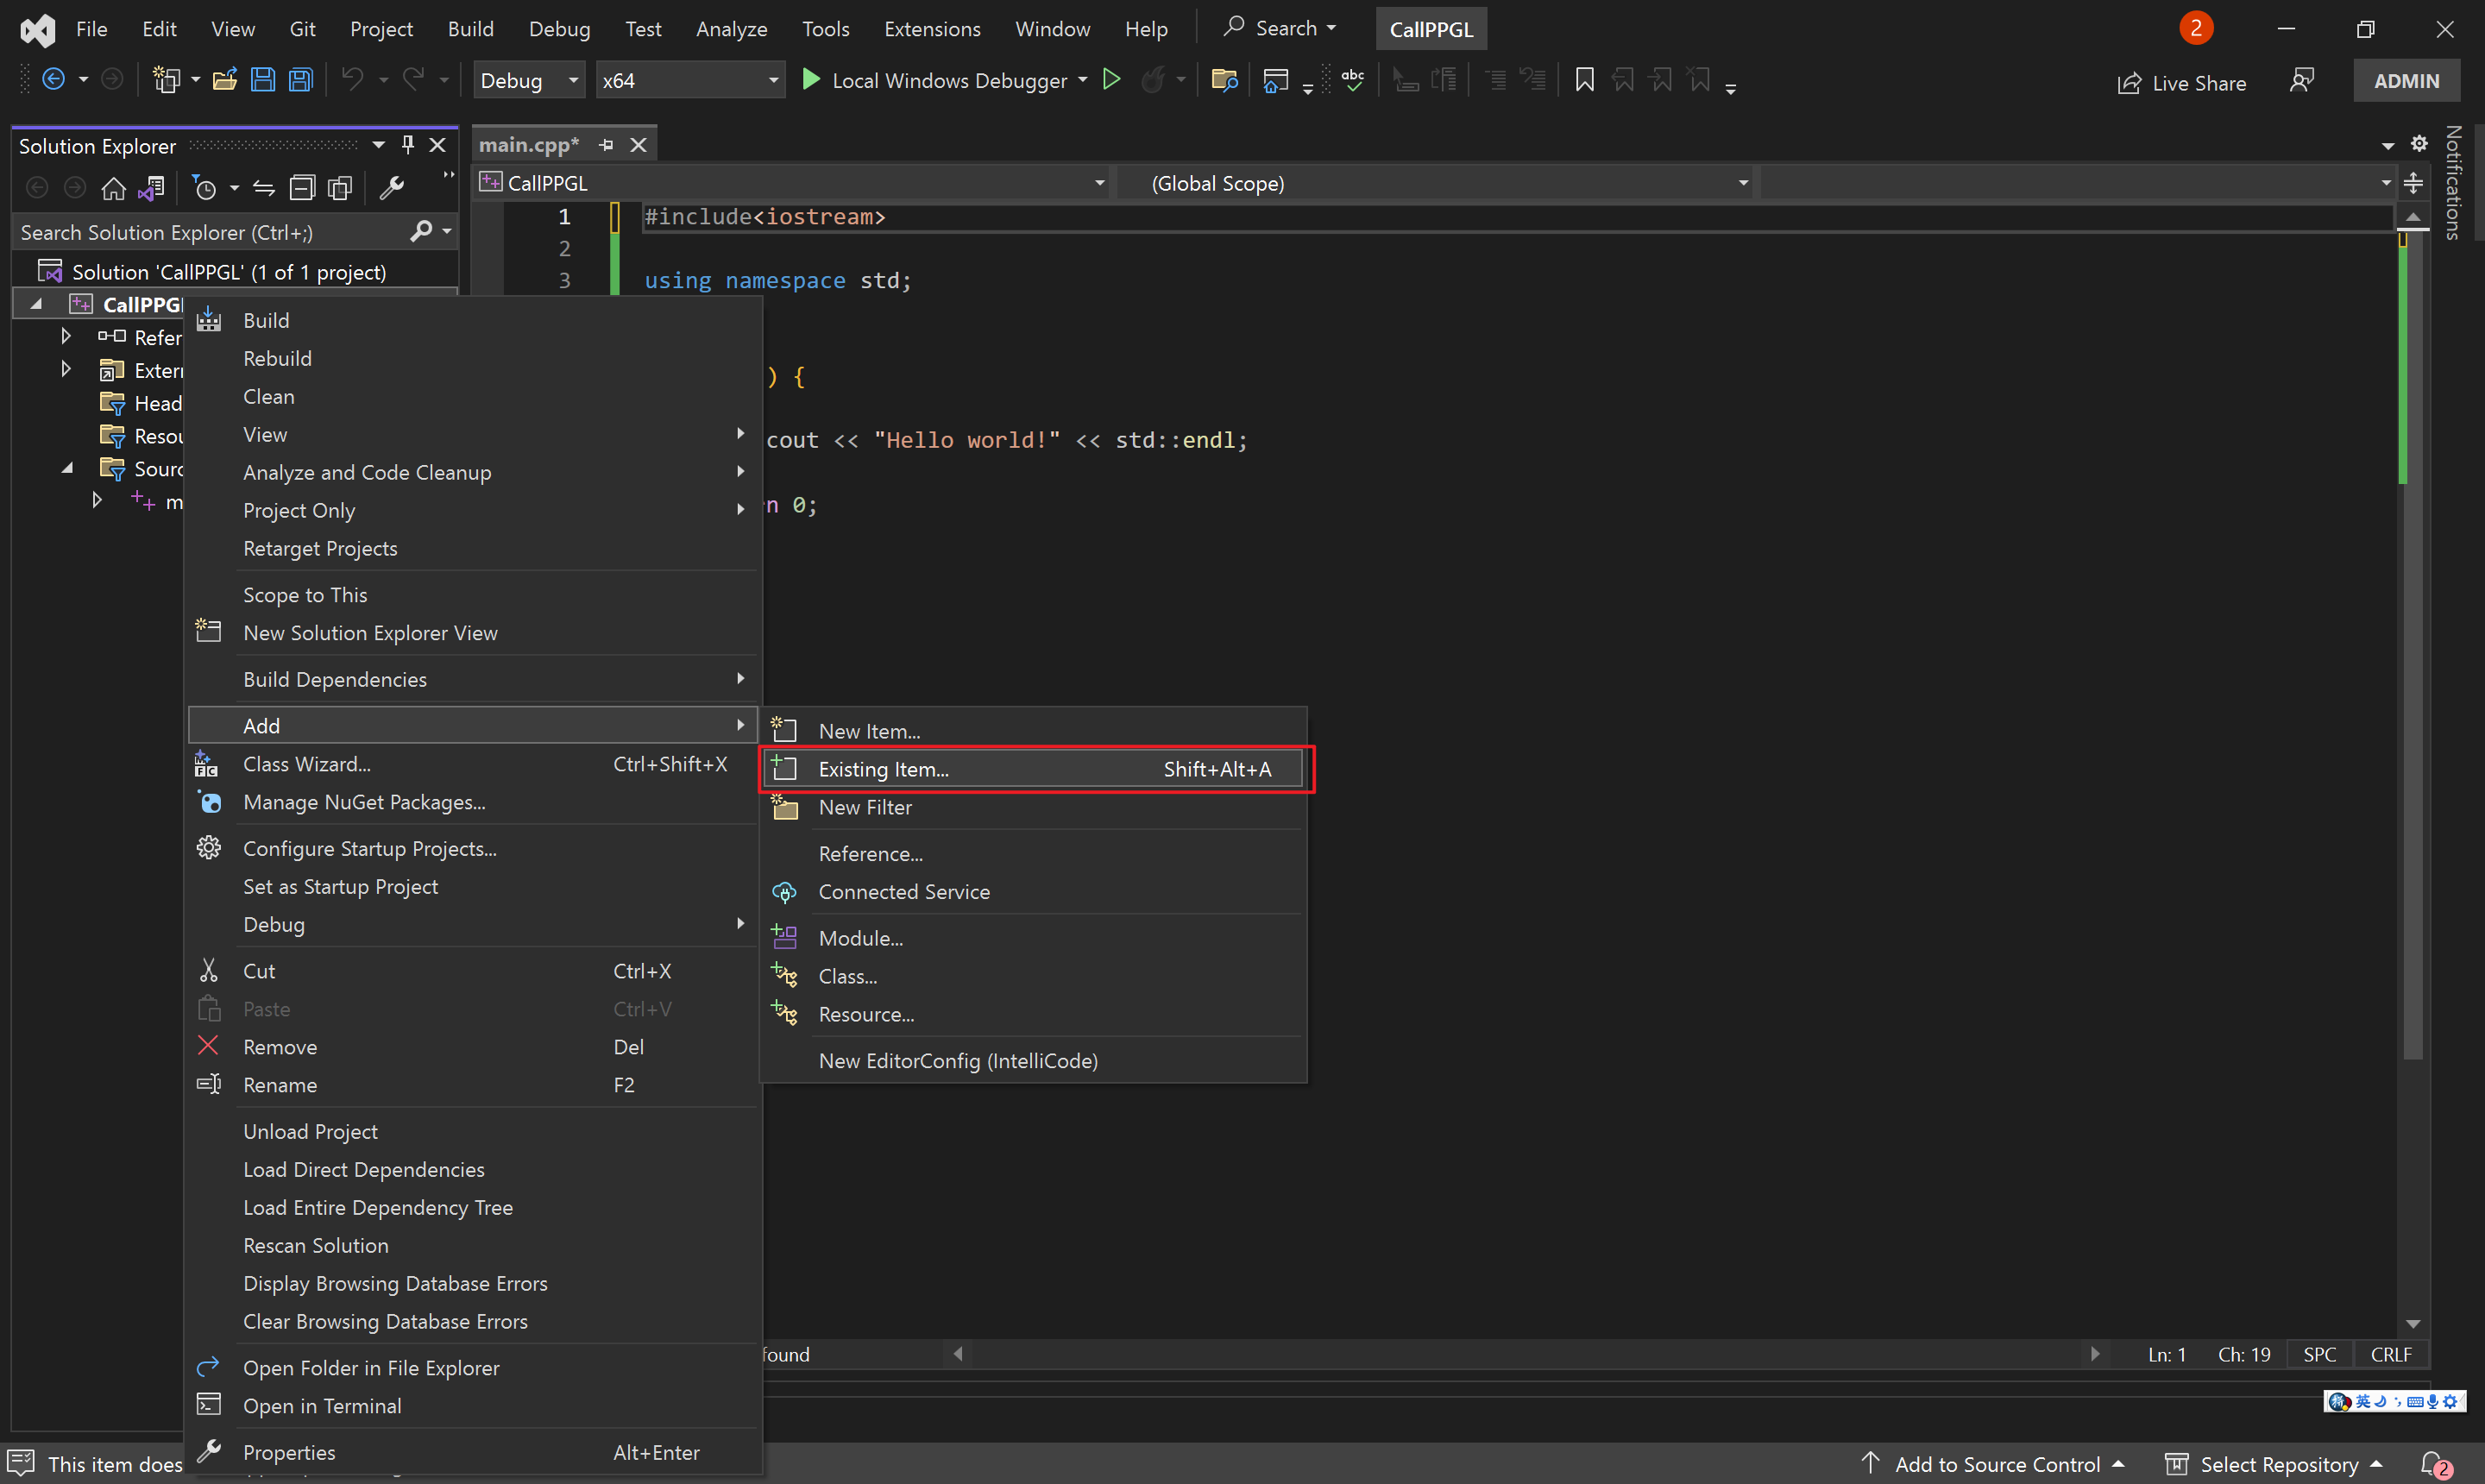 File Edit View Git Project Build Debug Test Analyze Tools Extensions Window Help Search CallPPGL 2
Debug x64 Local Windows Debugger abc Live Share ADMIN
Solution Explorer
main.cpp*
Notifications
CallPPGL (Global Scope)
Search Solution Explorer (Ctrl+;)
Solution 'CallPPGL' (1 of 1 project)
CallPPGL
Refer
Exter
Head
Resou
Sourc
m
1 #include<iostream>
2
3 using namespace std;
) {
cout << "Hello world!" << std::endl;
n 0;
Build
Rebuild
Clean
View
Analyze and Code Cleanup
Project Only
Retarget Projects
Scope to This
New Solution Explorer View
Build Dependencies
Add
Class Wizard... Ctrl+Shift+X
Manage NuGet Packages...
Configure Startup Projects...
Set as Startup Project
Debug
Cut Ctrl+X
Paste Ctrl+V
Remove Del
Rename F2
Unload Project
Load Direct Dependencies
Load Entire Dependency Tree
Rescan Solution
Display Browsing Database Errors
Clear Browsing Database Errors
Open Folder in File Explorer
Open in Terminal
Properties Alt+Enter
New Item...
Existing Item... Shift+Alt+A
New Filter
Reference...
Connected Service
Module...
Class...
Resource...
New EditorConfig (IntelliCode)
found Ln: 1 Ch: 19 SPC CRLF
英
This item does Add to Source Control Select Repository 2